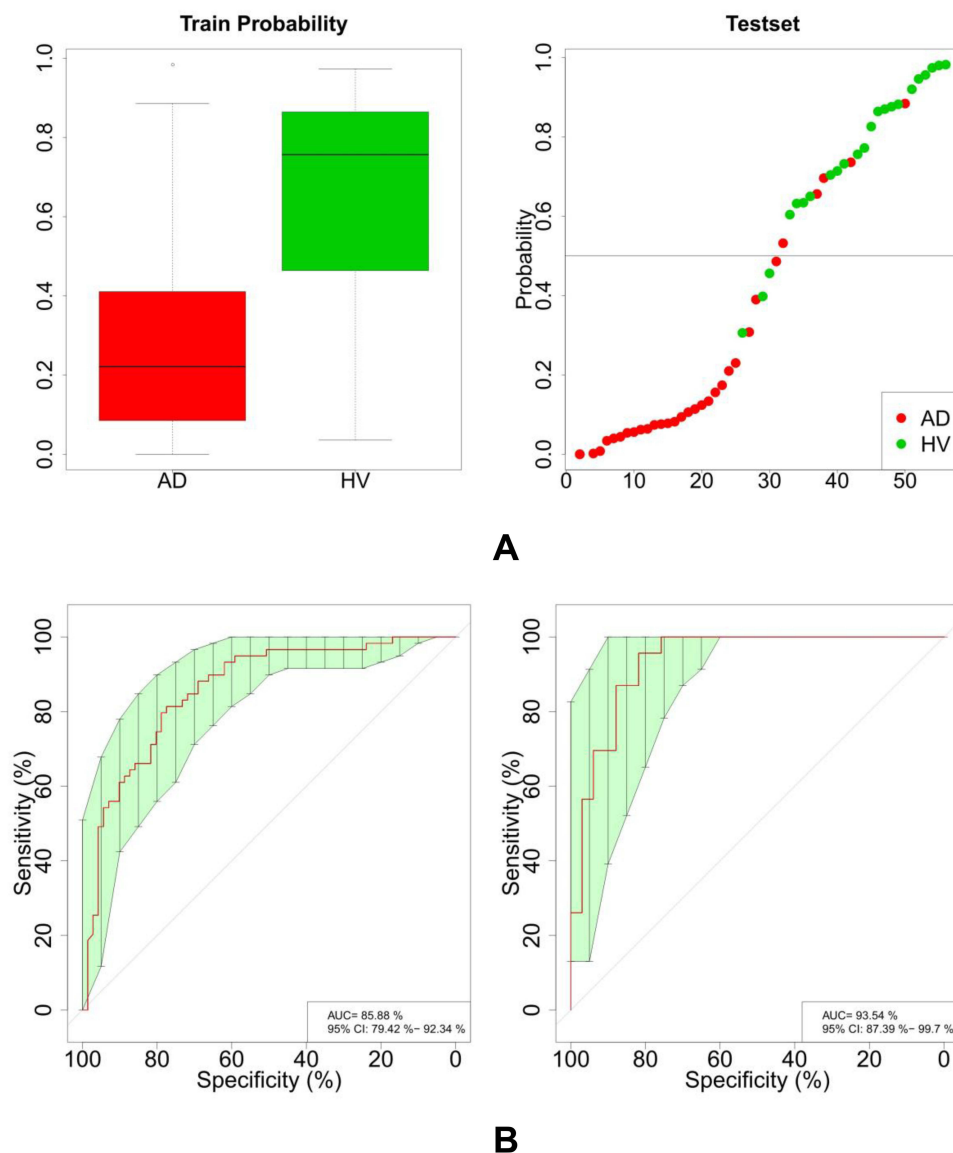 Train Probability
1.0
0.8
0.6
0.4
0.2
0.0
AD
HV
Testset
Probability
1.0
0.8
0.6
0.4
0.2
0.0
0
10
20
30
40
50
AD
HV
A
Sensitivity (%)
100
80
60
40
20
0
AUC= 85.88 %
95% CI: 79.42 %− 92.34 %
100
80
60
40
20
0
Specificity (%)
Sensitivity (%)
100
80
60
40
20
0
AUC= 93.54 %
95% CI: 87.39 %− 99.7 %
100
80
60
40
20
0
Specificity (%)
B